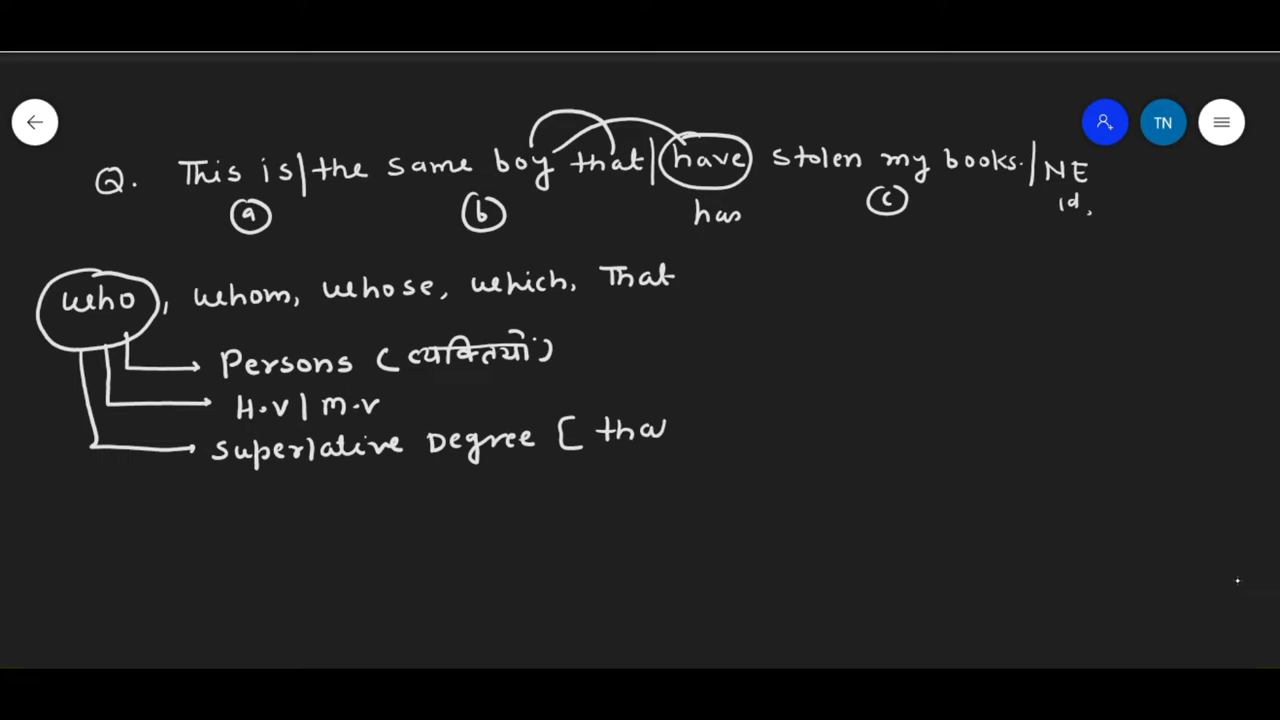 Q. This is | the same boy that | have stolen my books. | NE
a b has c d.
who, whom, whose, which, That
TN
Persons (व्यक्तियों)
H.V | M.V
Superlative Degree [ tha